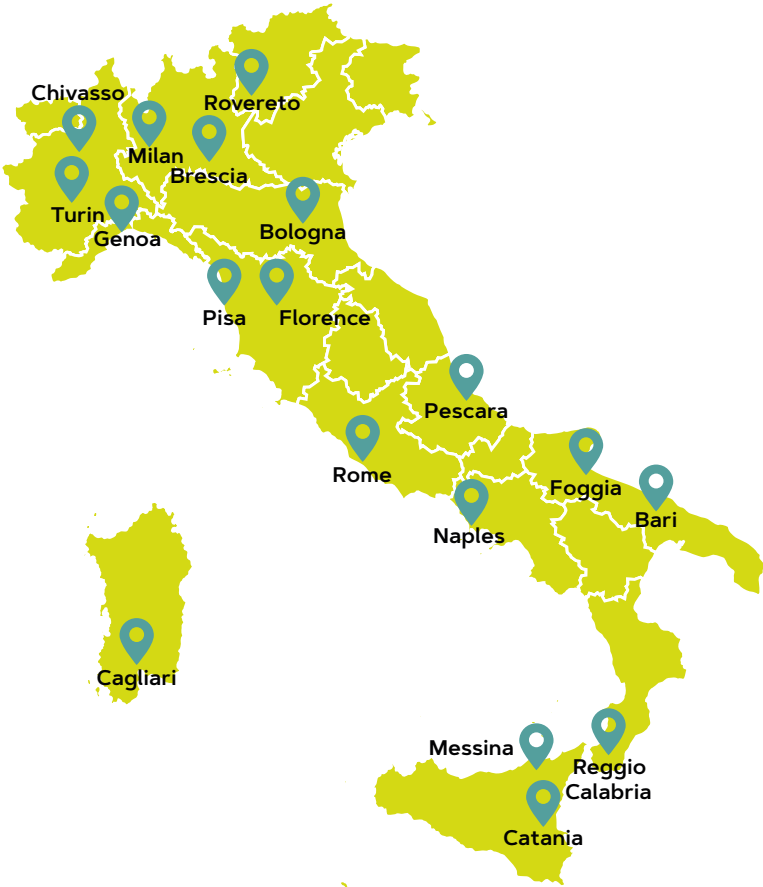 Chivasso
Rovereto
Milan
Brescia
Turin
Genoa
Bologna
Pisa
Florence
Pescara
Rome
Foggia
Bari
Naples
Cagliari
Messina
Reggio
Calabria
Catania